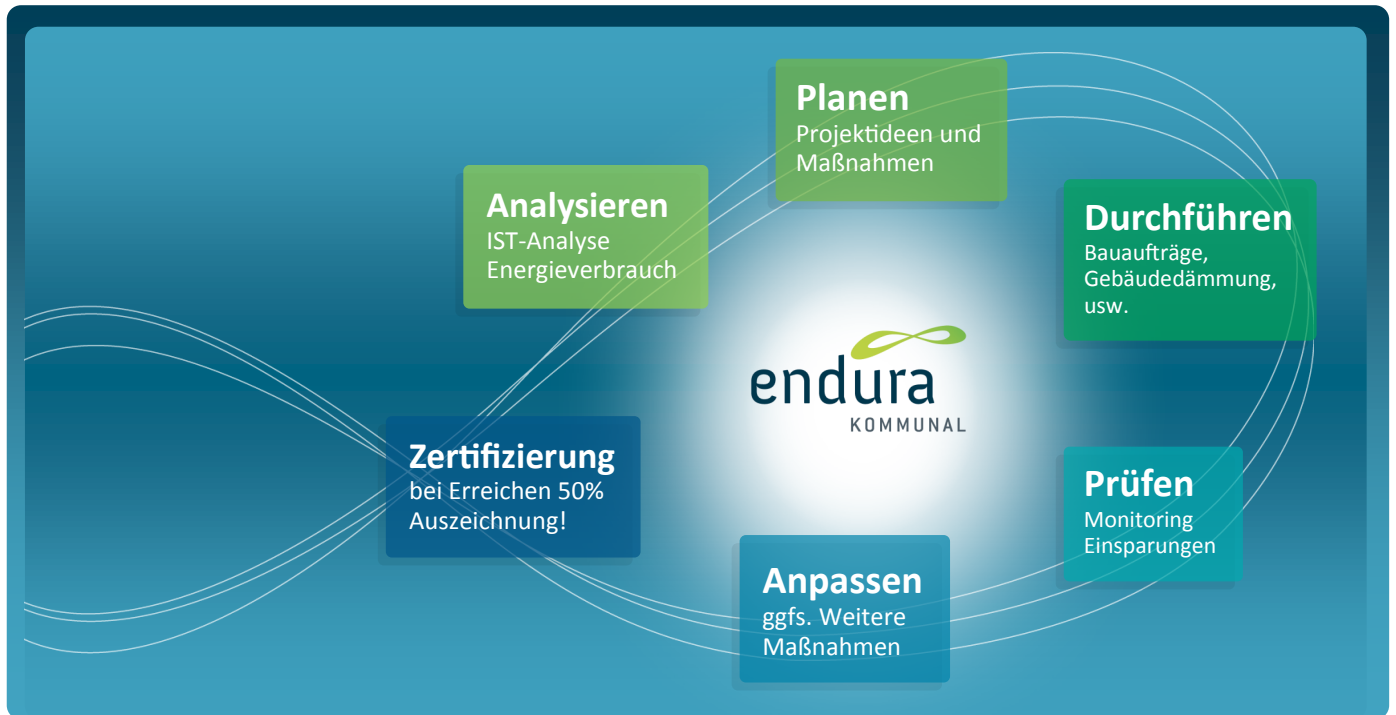 Planen
Projektideen und
Maßnahmen
Analysieren
IST-Analyse
Energieverbrauch
Durchführen
Bauaufträge,
Gebäudedämmung,
usw.
endura
KOMMUNAL
Zertifizierung
bei Erreichen 50%
Auszeichnung!
Prüfen
Monitoring
Einsparungen
Anpassen
ggfs. Weitere
Maßnahmen